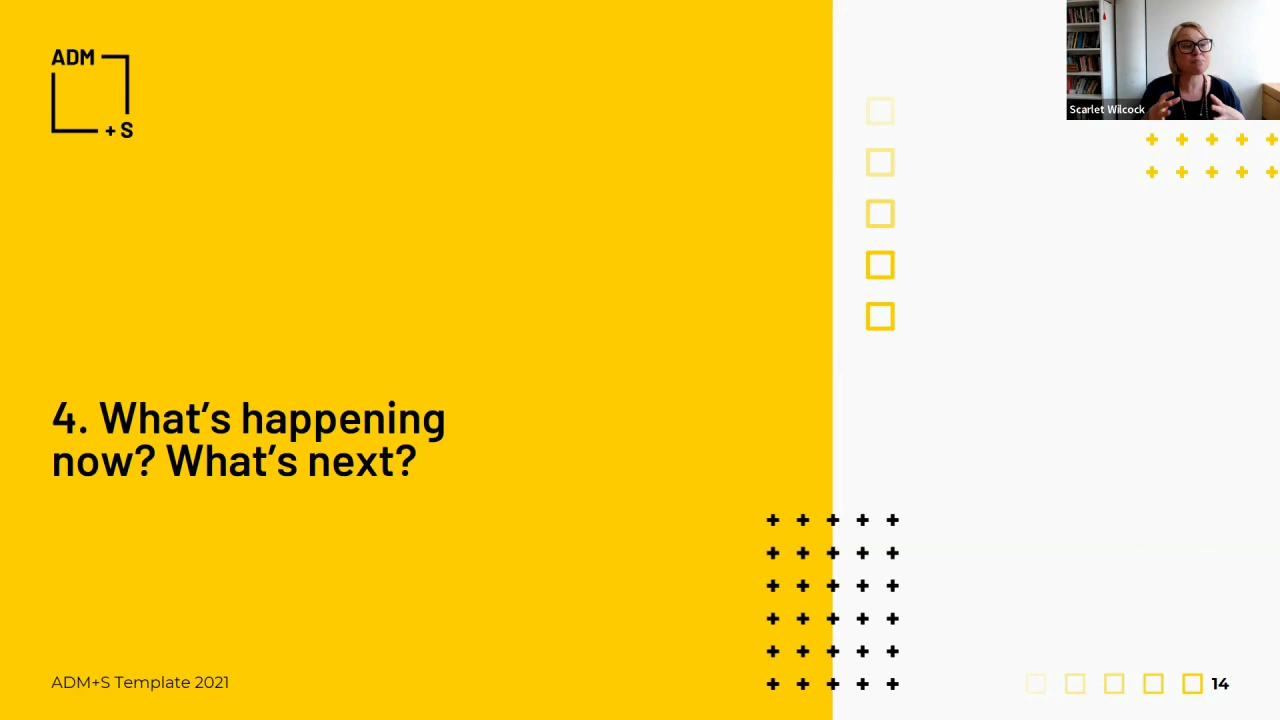 ADM
+ S
Scarlet Wilcock
4. What's happening
now? What's next?
ADM+S Template 2021
14